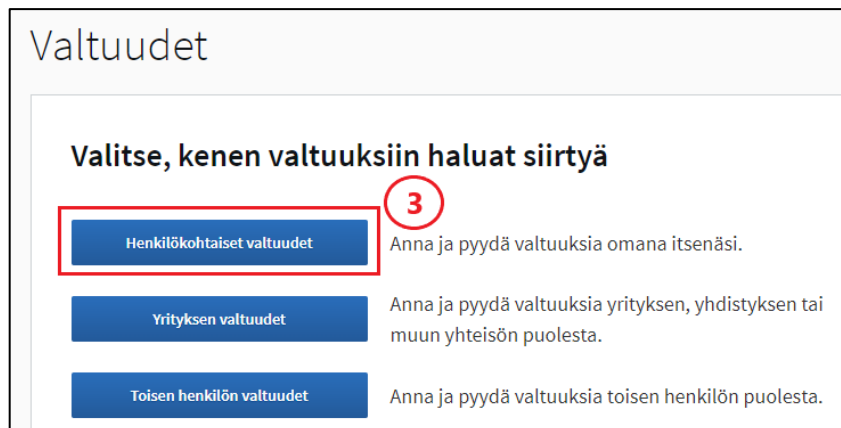 Valtuudet
Valitse, kenen valtuuksiin haluat siirtyä
3
Henkilökohtaiset valtuudet
Anna ja pyydä valtuuksia omana itsenäsi.
Yrityksen valtuudet
Anna ja pyydä valtuuksia yrityksen, yhdistyksen tai
muun yhteisön puolesta.
Toisen henkilön valtuudet
Anna ja pyydä valtuuksia toisen henkilön puolesta.